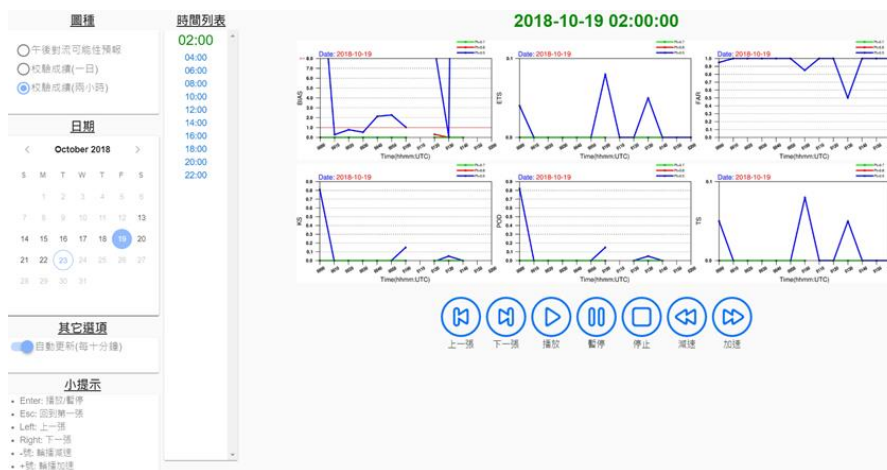 圖種
午後對流可能性預報
校驗成績(一日)
校驗成績(兩小時)
日期
October 2018
S M T W T F S
1 2 3 4 5 6
7 8 9 10 11 12 13
14 15 16 17 18 19 20
21 22 23 24 25 26 27
28 29 30 31
其它選項
自動更新(每十分鐘)
小提示
Enter: 播放/暫停
Esc: 回到第一張
Left: 上一張
Right: 下一張
-號: 輪播減速
+號: 輪播加速
時間列表
02:00
04:00
06:00
08:00
10:00
12:00
14:00
16:00
18:00
20:00
22:00
2018-10-19 02:00:00
Date: 2018-10-19
BIAS
Time(hhmm:UTC)
Date: 2018-10-19
ETS
Time(hhmm:UTC)
Date: 2018-10-19
FAR
Time(hhmm:UTC)
Date: 2018-10-19
KS
Time(hhmm:UTC)
Date: 2018-10-19
POD
Time(hhmm:UTC)
Date: 2018-10-19
TS
Time(hhmm:UTC)
上一張 下一張 播放 暫停 停止 減速 加速